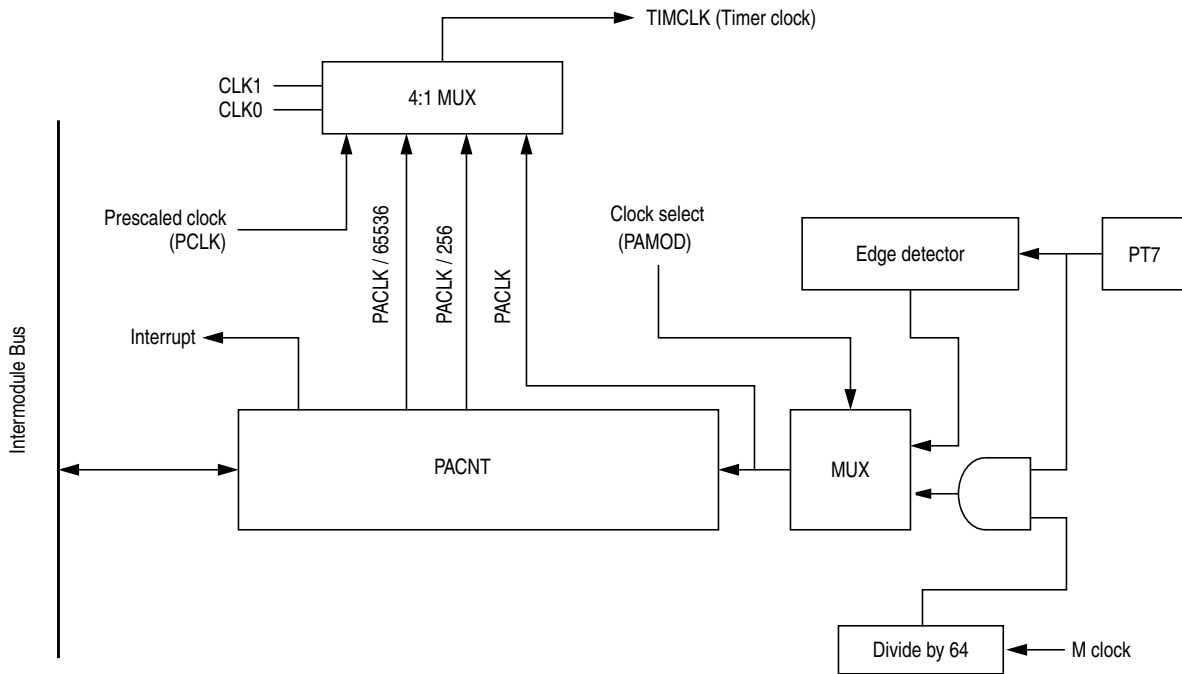 TIMCLK (Timer clock)
CLK1
CLK0
4:1 MUX
Prescaled clock
(PCLK)
PACLK / 65536
PACLK / 256
PACLK
Clock select
(PAMOD)
Edge detector
PT7
Interrupt
Intermodule Bus
PACNT
MUX
Divide by 64
M clock